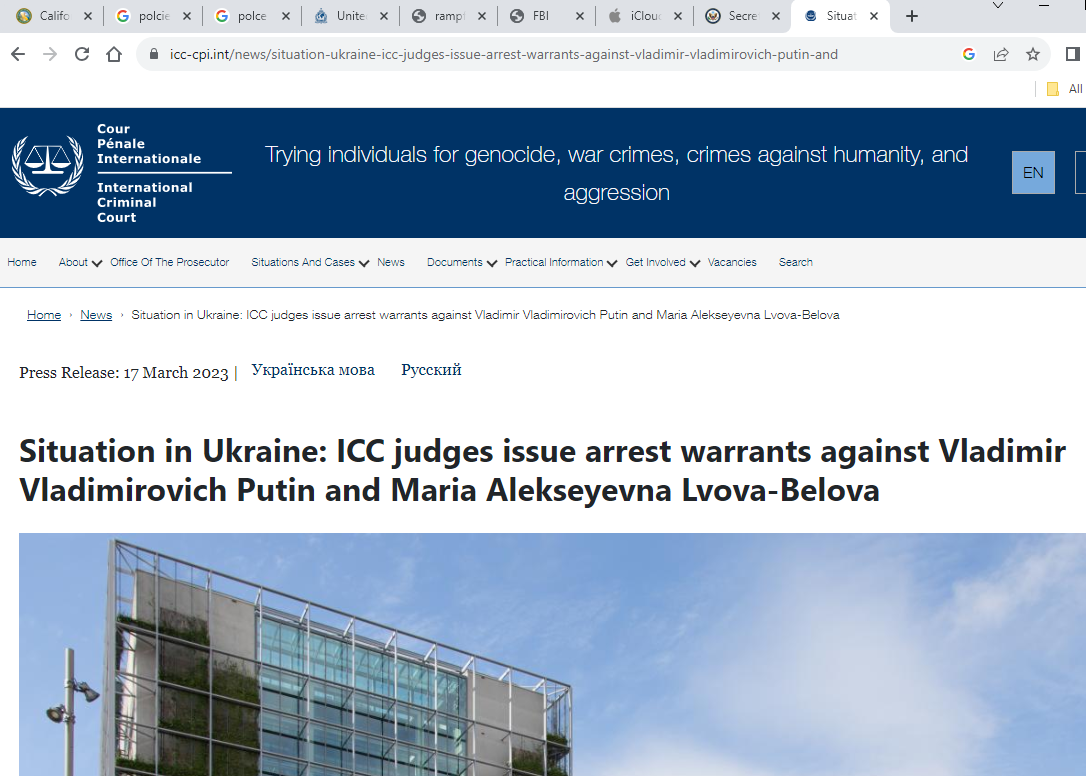 Califo
polcie
polce
Unite
ramp
FBI
iClou
Secre
Situat
icc-cpi.int/news/situation-ukraine-icc-judges-issue-arrest-warrants-against-vladimir-vladimirovich-putin-and
All
Cour
Pénale
Internationale
International
Criminal
Court
Trying individuals for genocide, war crimes, crimes against humanity, and
aggression
EN
Home About Office Of The Prosecutor Situations And Cases News Documents Practical Information Get Involved Vacancies Search
Home › News › Situation in Ukraine: ICC judges issue arrest warrants against Vladimir Vladimirovich Putin and Maria Alekseyevna Lvova-Belova
Press Release: 17 March 2023 | Українська мова Русский
Situation in Ukraine: ICC judges issue arrest warrants against Vladimir
Vladimirovich Putin and Maria Alekseyevna Lvova-Belova